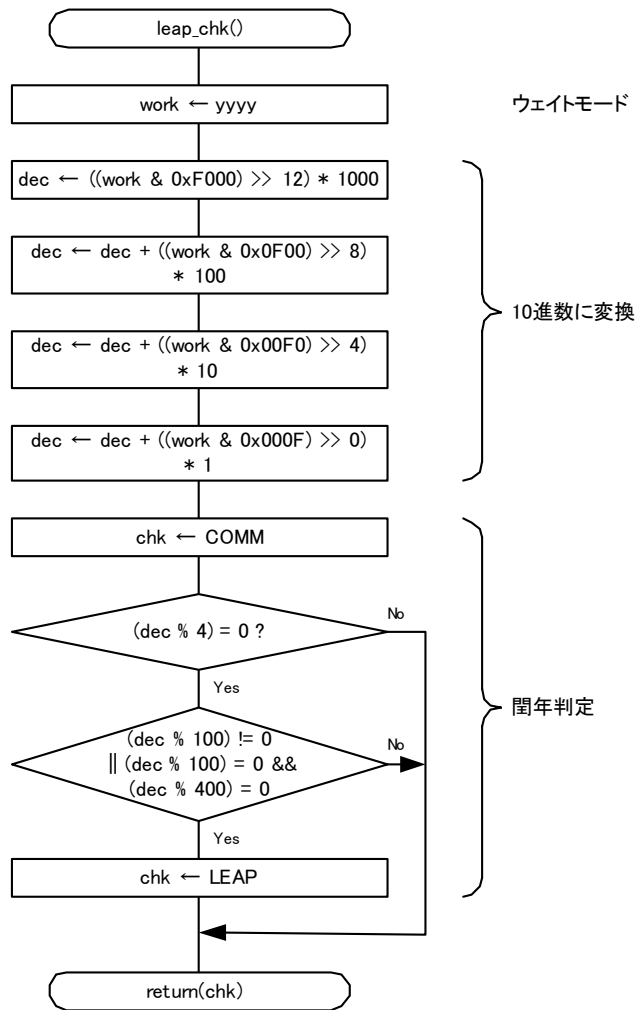 leap_chk()
work ← yyyy
ウェイトモード
dec ← ((work & 0xF000) >> 12) * 1000
dec ← dec + ((work & 0x0F00) >> 8)
* 100
10進数に変換
dec ← dec + ((work & 0x00F0) >> 4)
* 10
dec ← dec + ((work & 0x000F) >> 0)
* 1
chk ← COMM
No
(dec % 4) = 0 ?
Yes
閏年判定
(dec % 100) != 0
|| (dec % 100) = 0 &&
(dec % 400) = 0
No
Yes
chk ← LEAP
return(chk)